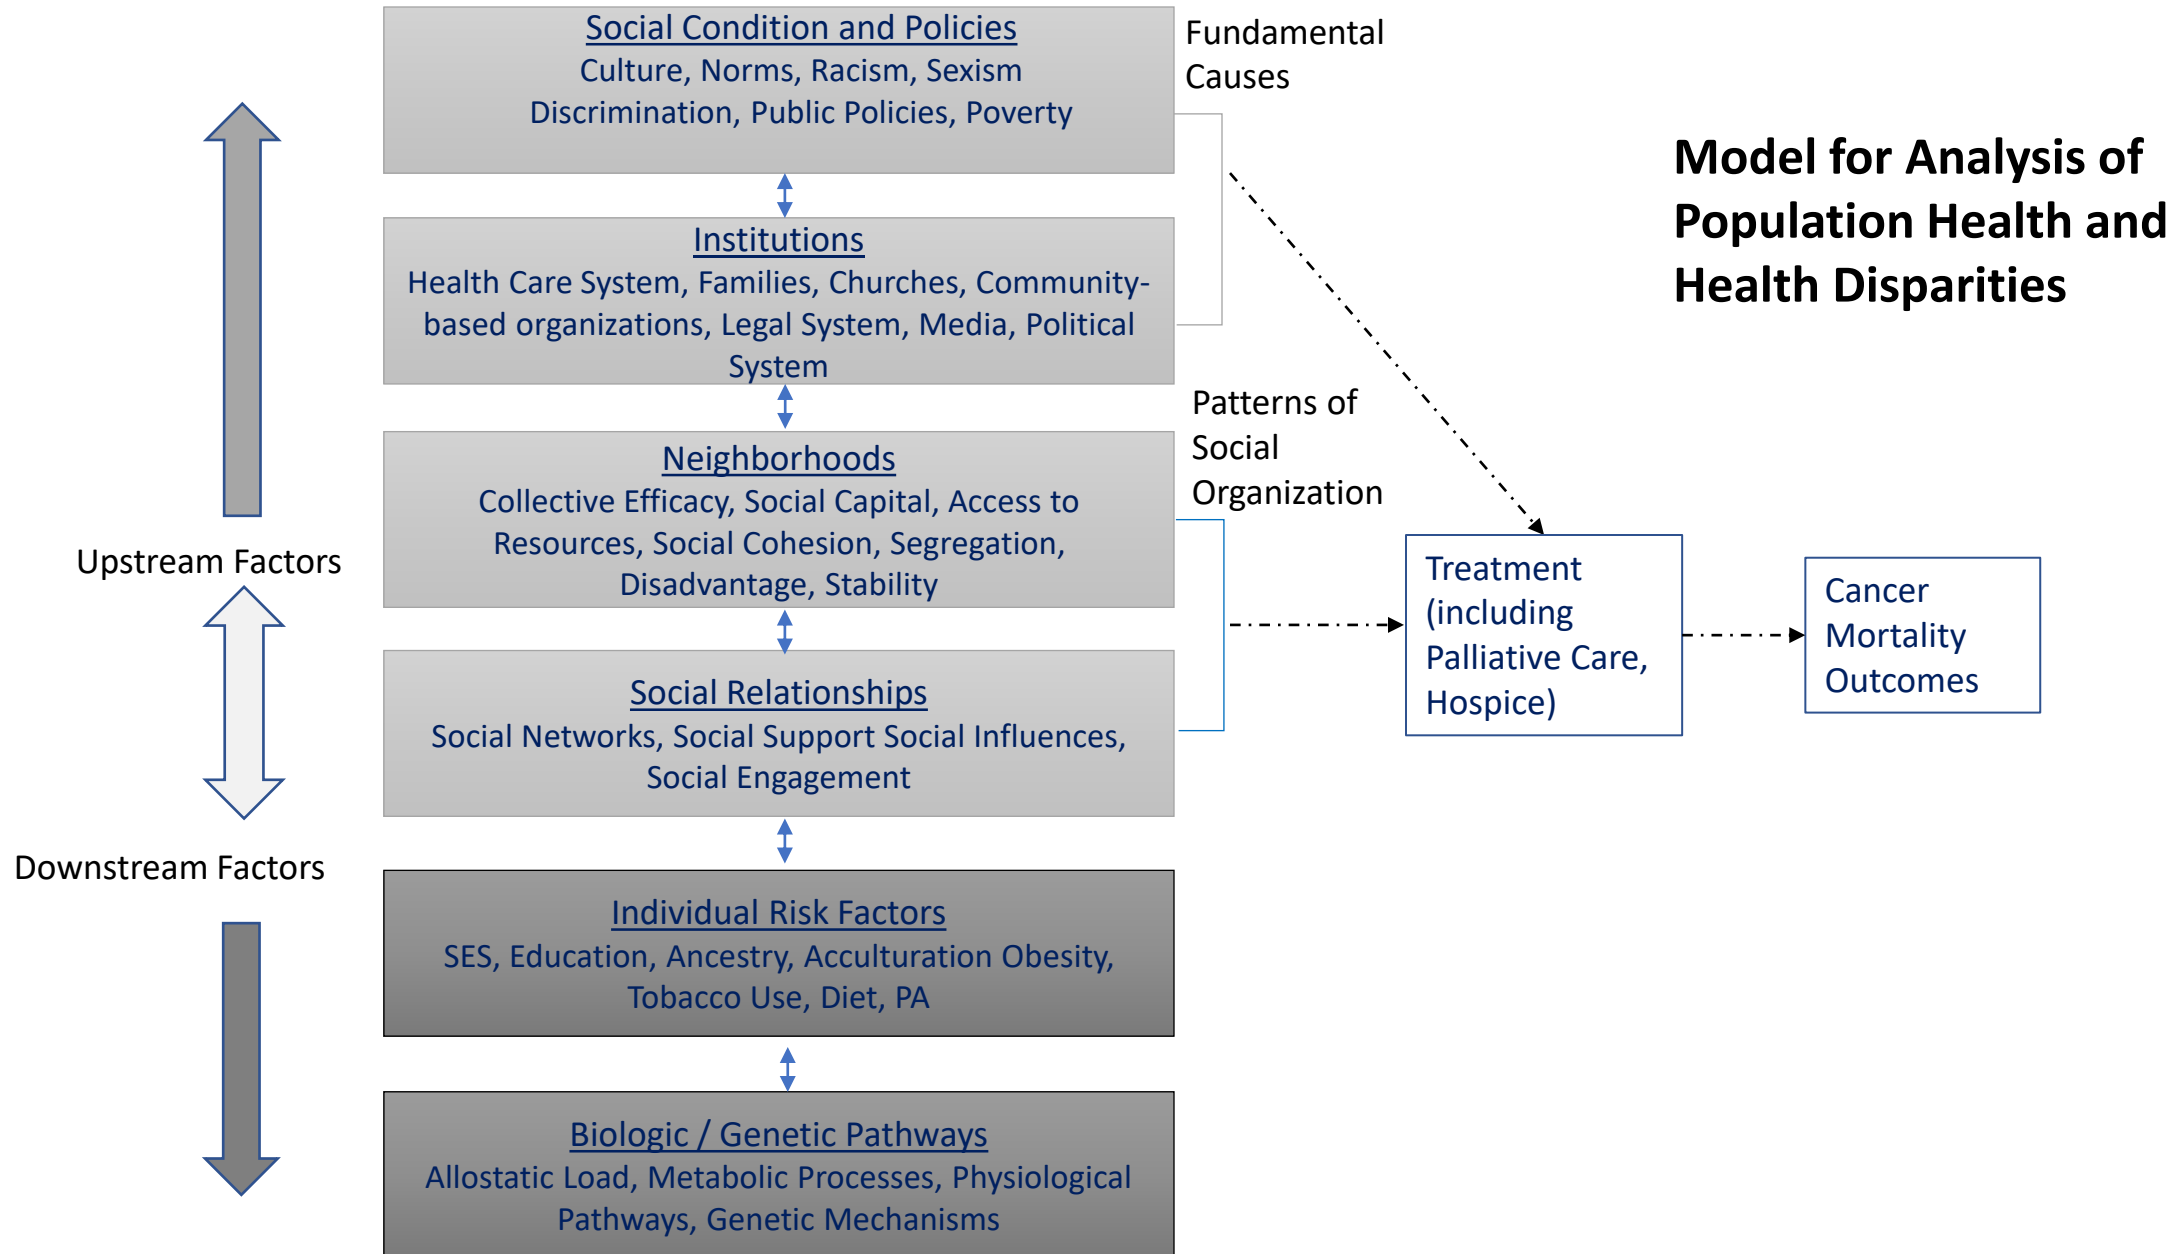 Social Condition and Policies
Culture, Norms, Racism, Sexism
Discrimination, Public Policies, Poverty
Fundamental
Causes
Model for Analysis of
Population Health and
Health Disparities
Institutions
Health Care System, Families, Churches, Community-
based organizations, Legal System, Media, Political
System
Patterns of
Social
Organization
Neighborhoods
Collective Efficacy, Social Capital, Access to
Resources, Social Cohesion, Segregation,
Disadvantage, Stability
Upstream Factors
Treatment
(including
Palliative Care,
Hospice)
Cancer
Mortality
Outcomes
Social Relationships
Social Networks, Social Support Social Influences,
Social Engagement
Downstream Factors
Individual Risk Factors
SES, Education, Ancestry, Acculturation Obesity,
Tobacco Use, Diet, PA
Biologic / Genetic Pathways
Allostatic Load, Metabolic Processes, Physiological
Pathways, Genetic Mechanisms